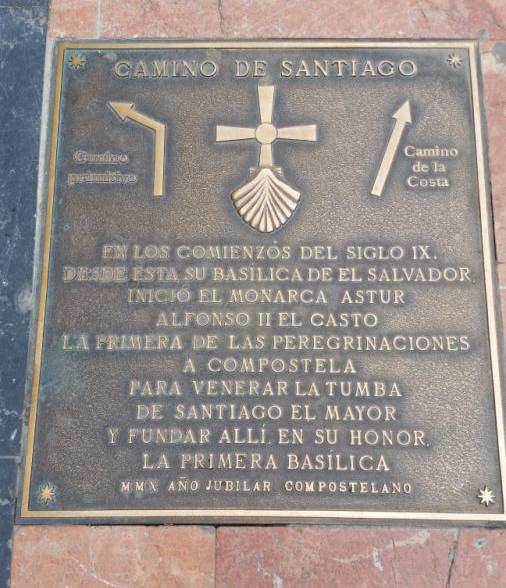 CAMINO DE SANTIAGO
Camino
primitivo
Camino
de la
Costa
EN LOS COMIENZOS DEL SIGLO IX.
DESDE ESTA SU BASÍLICA DE EL SALVADOR,
INICIÓ EL MONARCA ASTUR
ALFONSO II EL CASTO
LA PRIMERA DE LAS PEREGRINACIONES
A COMPOSTELA
PARA VENERAR LA TUMBA
DE SANTIAGO EL MAYOR
Y FUNDAR ALLÍ, EN SU HONOR,
LA PRIMERA BASÍLICA
MMX AÑO JUBILAR COMPOSTELANO